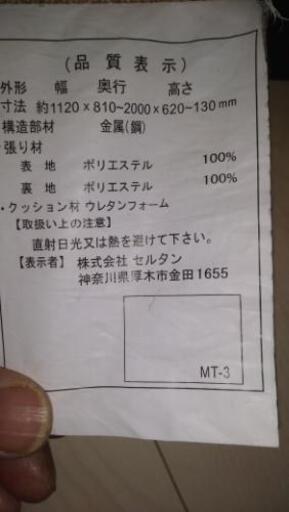 (品質表示)
外形 幅 奥行 高さ
寸法 約1120×810~2000×620~130mm
構造部材 金属(鋼)
張り材
表地 ポリエステル 100%
裏地 ポリエステル 100%
・クッション材 ウレタンフォーム
【取扱い上の注意】
直射日光又は熱を避けて下さい。
【表示者】 株式会社 セルタン
神奈川県厚木市金田1655
MT-3